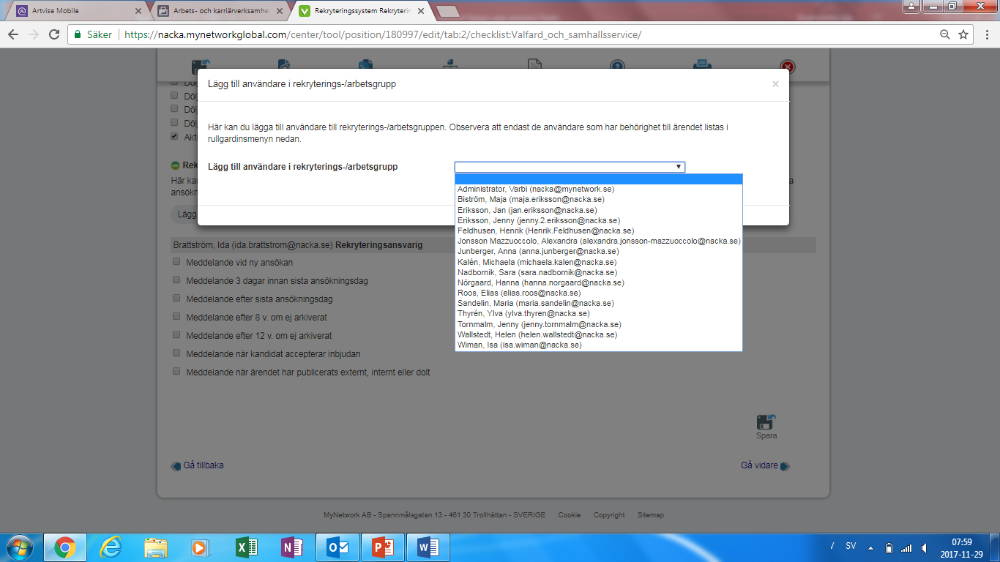 Artvise Mobile
Arbets- och karriärverksamhe
Rekryteringssystem Rekryterin
Säker
https://nacka.mynetworkglobal.com/center/tool/position/180997/edit/tab:2/checklist:Valfard_och_samhallsservice/
Lägg till användare i rekryterings-/arbetsgrupp
×
Döl
Döl
Döl
Döl
Akti
Här kan du lägga till användare till rekryterings-/arbetsgruppen. Observera att endast de användare som har behörighet till ärendet listas i
rullgardinsmenyn nedan.
Rek
Lägg till användare i rekryterings-/arbetsgrupp
Här kan
a
ansökn
Administrator, Varbi (nacka@mynetwork.se)
Biström, Maja (maja.eriksson@nacka.se)
Eriksson, Jan (jan.eriksson@nacka.se)
Eriksson, Jenny (jenny.2.eriksson@nacka.se)
Feldhusen, Henrik (Henrik.Feldhusen@nacka.se)
Jonsson Mazzuoccolo, Alexandra (alexandra.jonsson-mazzuoccolo@nacka.se)
Junberger, Anna (anna.junberger@nacka.se)
Kalén, Michaela (michaela.kalen@nacka.se)
Nadbornik, Sara (sara.nadbornik@nacka.se)
Nörgaard, Hanna (hanna.norgaard@nacka.se)
Roos, Elias (elias.roos@nacka.se)
Sandelin, Maria (maria.sandelin@nacka.se)
Thyrén, Ylva (ylva.thyren@nacka.se)
Tornmalm, Jenny (jenny.tornmalm@nacka.se)
Wallstedt, Helen (helen.wallstedt@nacka.se)
Wiman, Isa (isa.wiman@nacka.se)
Lägg
Brattström, Ida (ida.brattstrom@nacka.se) Rekryteringsansvarig
Meddelande vid ny ansökan
Meddelande 3 dagar innan sista ansökningsdag
Meddelande efter sista ansökningsdag
Meddelande efter 8 v. om ej arkiverat
Meddelande efter 12 v. om ej arkiverat
Meddelande när kandidat accepterar inbjudan
Meddelande när ärendet har publicerats externt, internt eller dolt
Spara
Gå tillbaka
Gå vidare
MyNetwork AB - Spannmålsgatan 13 - 461 30 Trollhättan - SVERIGE Cookie Copyright Sitemap
SV
07:59
2017-11-29